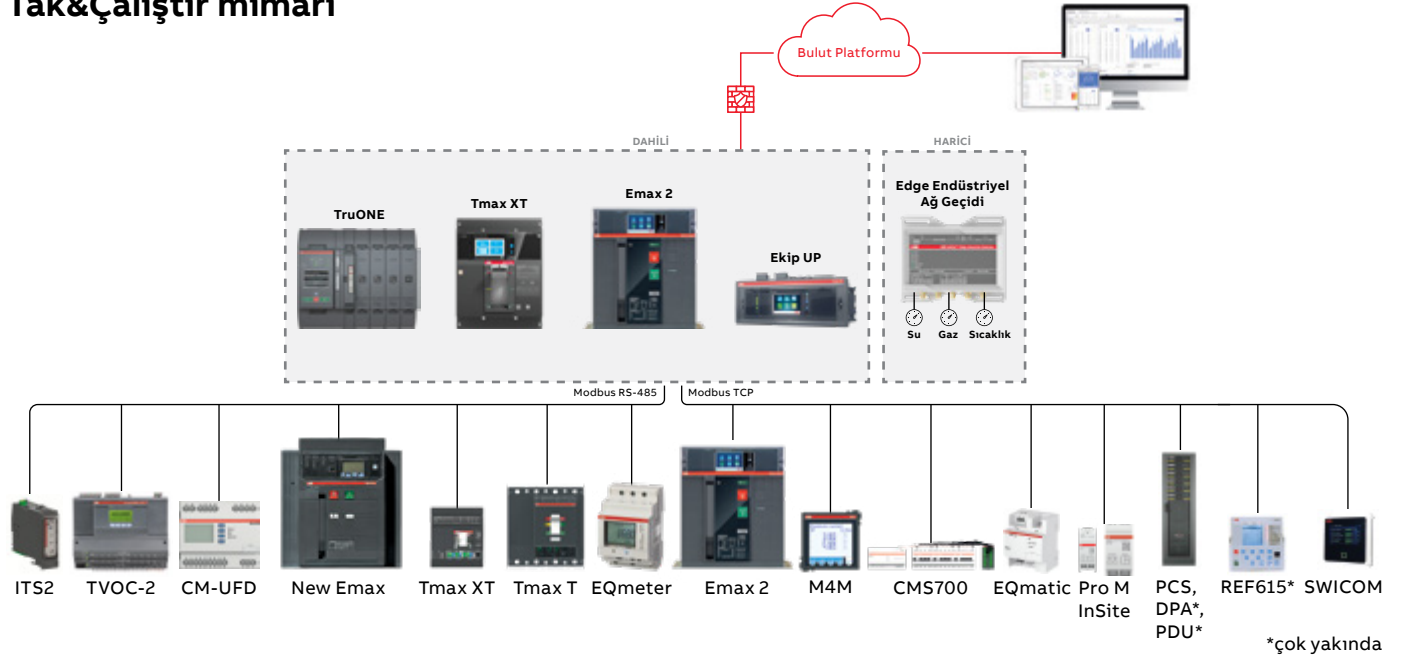 Tak&Çalıştır mimari
Bulut Platformu
DAHİLİ
HARİCİ
TruONE
Tmax XT
Emax 2
Ekip UP
Edge Endüstriyel
Ağ Geçidi
Su
Gaz
Sıcaklık
Modbus RS-485
Modbus TCP
ITS2
TVOC-2
CM-UFD
New Emax
Tmax XT
Tmax T
EQmeter
Emax 2
M4M
CMS700
EQmatic
Pro M
InSite
PCS,
DPA*,
PDU*
REF615*
SWICOM
*çok yakında